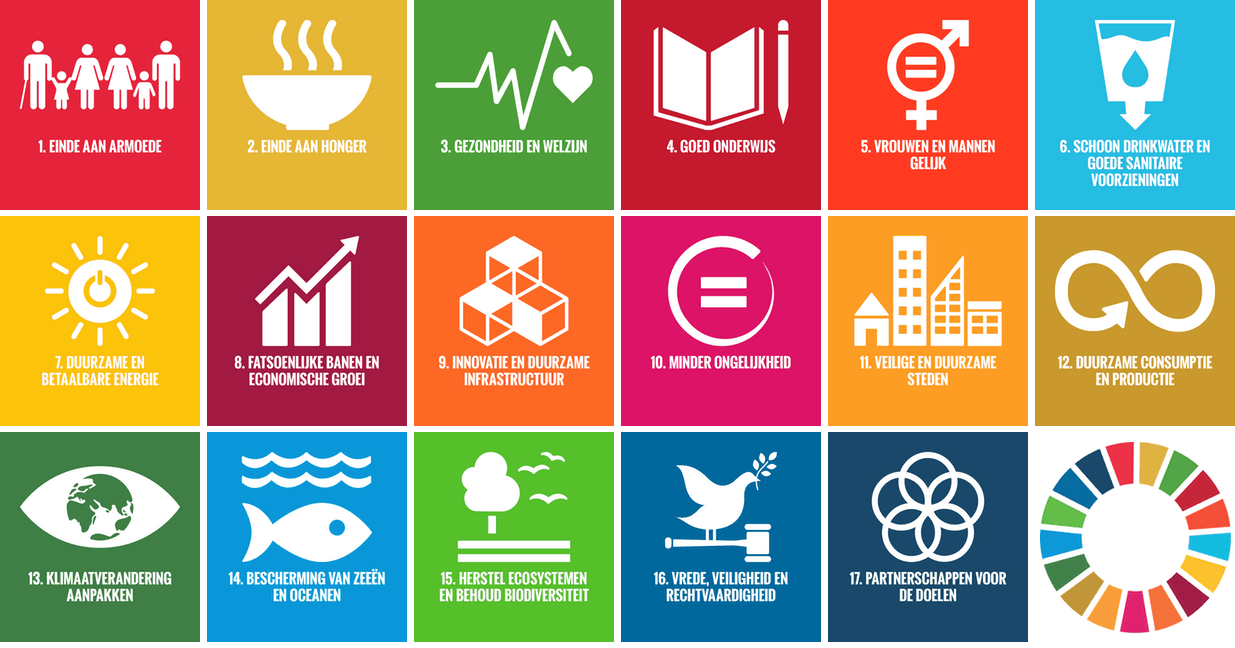 1. EINDE AAN ARMOEDE
2. EINDE AAN HONGER
3. GEZONDHEID EN WELZIJN
4. GOED ONDERWIJS
5. VROUWEN EN MANNEN
GELIJK
6. SCHOON DRINKWATER EN
GOEDE SANITAIRE
VOORZIENINGEN
7. DUURZAME EN
BETAALBARE ENERGIE
8. FATSOENLIJKE BANEN EN
ECONOMISCHE GROEI
9. INNOVATIE EN DUURZAME
INFRASTRUCTUUR
10. MINDER ONGELIJKHEID
11. VEILIGE EN DUURZAME
STEDEN
12. DUURZAME CONSUMPTIE
EN PRODUCTIE
13. KLIMAATVERANDERING
AANPAKKEN
14. BESCHERMING VAN ZEEËN
EN OCEANEN
15. HERSTEL ECOSYSTEMEN
EN BEHOUD BIODIVERSITEIT
16. VREDE, VEILIGHEID EN
RECHTVAARDIGHEID
17. PARTNERSCHAPPEN VOOR
DE DOELEN